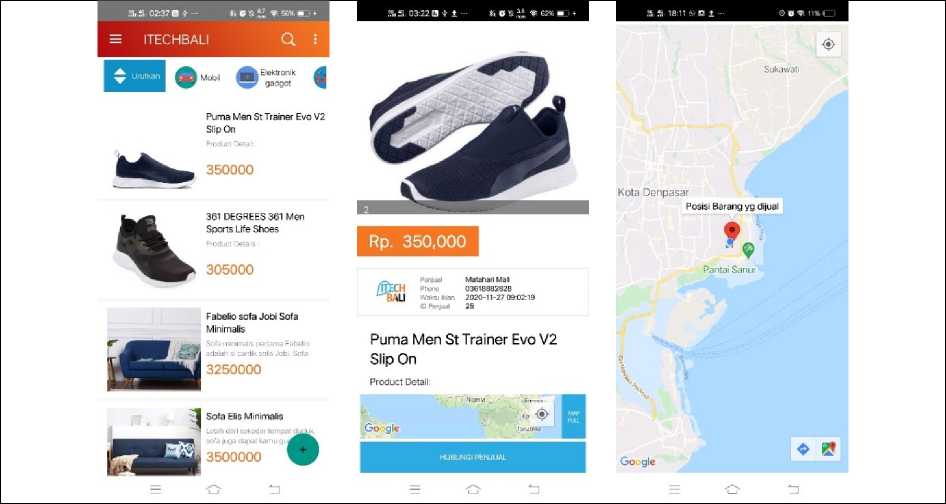 02:37
56%
ITECHBALI
Urutkan
Mobil
Elektronik
gadget
Puma Men St Trainer Evo V2
Slip On
Product Detail:
350000
361 DEGREES 361 Men
Sports Life Shoes
Product Details :
305000
Fabelio sofa Jobi Sofa
Minimalis
Sofa minimalis pertama Fabelio
adalah si cantik sofa Jobi. Sofa
3250000
Sofa Elis Minimalis
Lebih dari sekedar tempat duduk,
sofa juga dapat kamu
3500000
+
03:22
62%
2
Rp. 350,000
ITECH
BALI
Penjual Matahari Mall
Phone 03618882828
Waktu Iklan 2020-11-27 09:02:19
ID Penjual 25
Puma Men St Trainer Evo V2
Slip On
Product Detail:
Google
Tanzania
MAP
FULL
HUBUNGI PENJUAL
18:11
11%
Sukawati
Kota Denpasar
Posisi Barang yg dijual
Pantai Sanur
Google